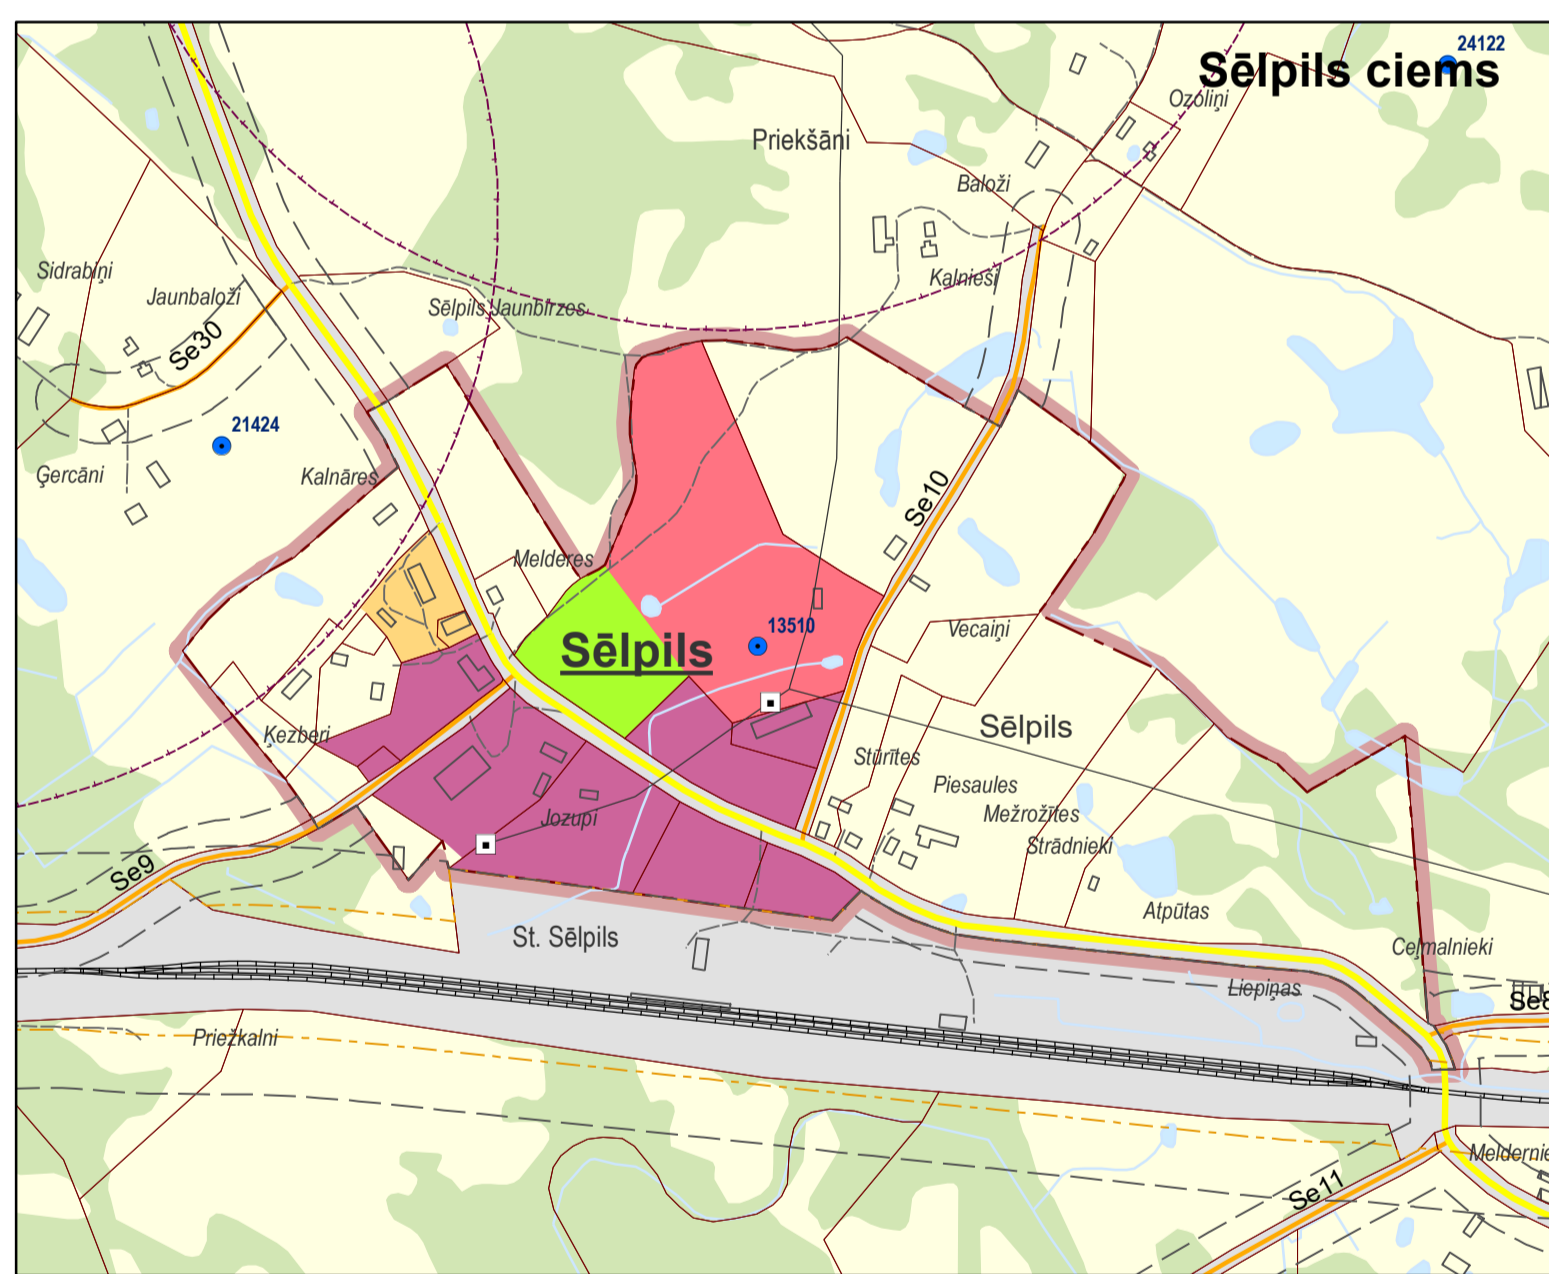 24122
Sēlpils ciems
Ozoliņi
Priekšāni
Baloži
Sidrabiņi
Jaunbaloži
Kalnieši
Sēlpils Jaunbirzes
Se30
21424
Ģercāni
Kalnāres
Se10
Melderes
13510
Vecaiņi
Sēlpils
Ķezberi
Sēlpils
Stūrītes
Piesaules
Mežrožītes
Jozupi
Strādnieki
Se9
Atpūtas
St. Sēlpils
Ceļmalnieki
Liepiņas
Priežkalni
Se11